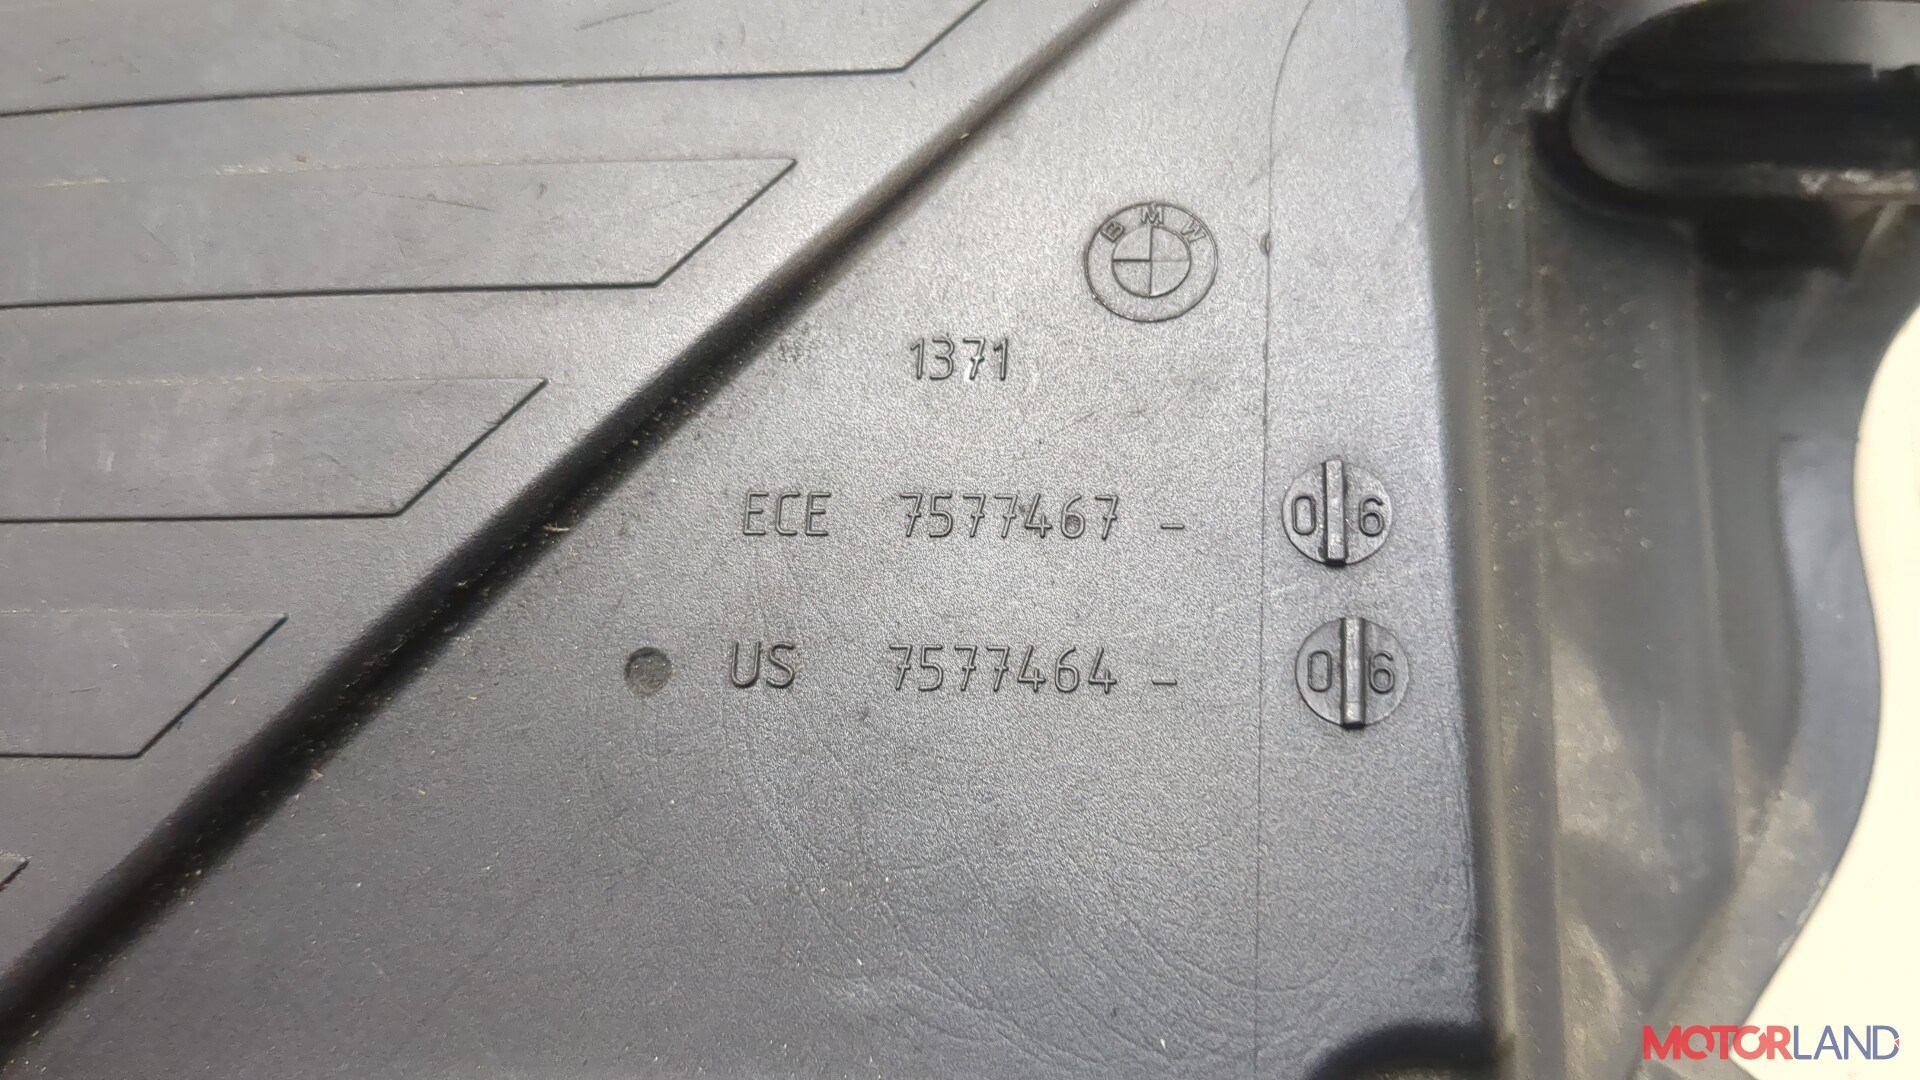 BMW
1371
ECE 7577467 - 06
US 7577464 - 06
MOTORLAND